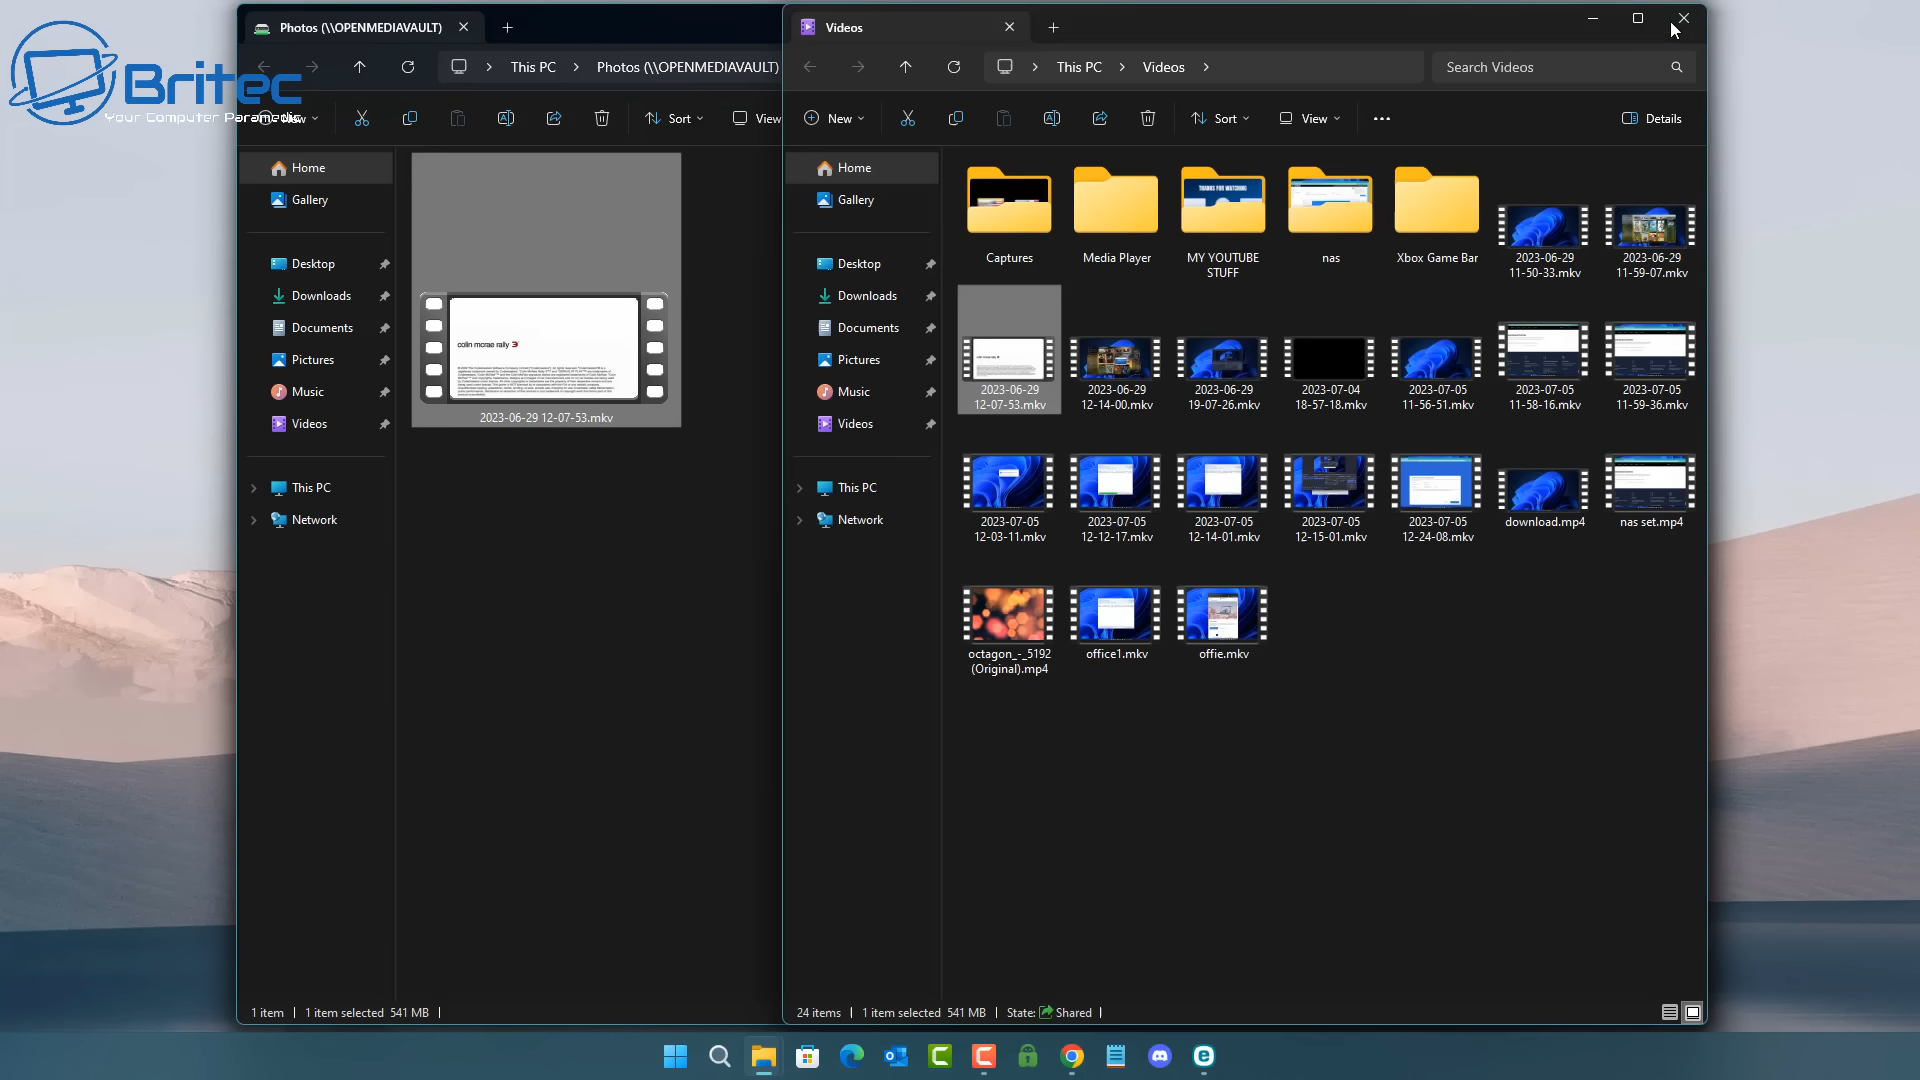 Britec
Your Computer Paramedic
Photos (\\OPENMEDIAVAULT)
This PC
Photos (\\OPENMEDIAVAULT)
Sort
View
Home
Gallery
Desktop
Downloads
Documents
Pictures
Music
Videos
This PC
Network
colin mcrae rally 3
2023-06-29 12-07-53.mkv
1 item
1 item selected 541 MB
Videos
This PC
Videos
Search Videos
New
Sort
View
Details
Home
Gallery
Desktop
Downloads
Documents
Pictures
Music
Videos
This PC
Network
Captures
Media Player
THANKS FOR WATCHING
MY YOUTUBE
STUFF
nas
Xbox Game Bar
2023-06-29
11-50-33.mkv
2023-06-29
11-59-07.mkv
2023-06-29
12-07-53.mkv
2023-06-29
12-14-00.mkv
2023-06-29
19-07-26.mkv
2023-07-04
18-57-18.mkv
2023-07-05
11-56-51.mkv
2023-07-05
11-58-16.mkv
2023-07-05
11-59-36.mkv
2023-07-05
12-03-11.mkv
2023-07-05
12-12-17.mkv
2023-07-05
12-14-01.mkv
2023-07-05
12-15-01.mkv
2023-07-05
12-24-08.mkv
download.mp4
nas set.mp4
octagon_-_5192
(Original).mp4
office1.mkv
offie.mkv
24 items
1 item selected 541 MB
State:
Shared